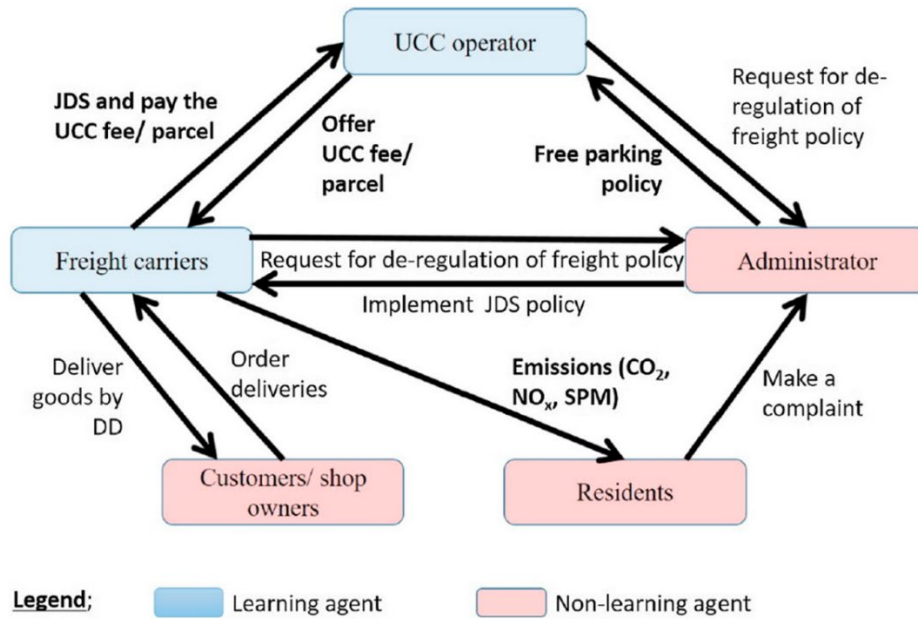 UCC operator
JDS and pay the
UCC fee/ parcel
Offer
UCC fee/
parcel
Free parking
policy
Request for de-
regulation of
freight policy
Freight carriers
Request for de-regulation of freight policy
Implement JDS policy
Administrator
Deliver
goods by
DD
Order
deliveries
Emissions (CO₂,
NOₓ, SPM)
Make a
complaint
Customers/ shop
owners
Residents
Legend;
Learning agent
Non-learning agent